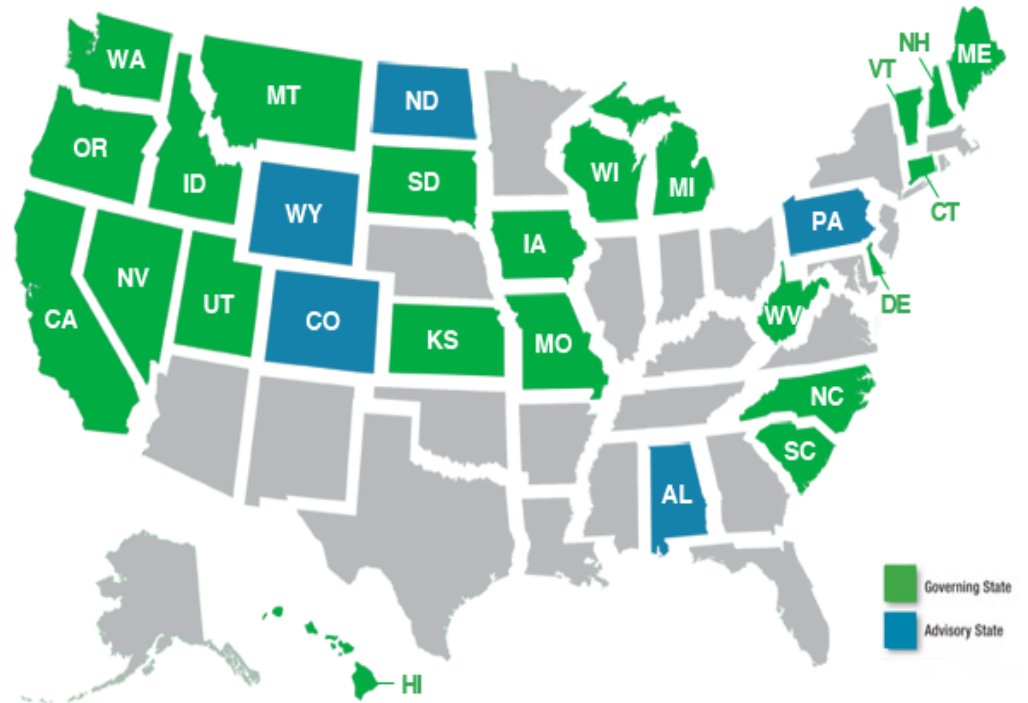 NH
ME
WA
VT
MT
ND
OR
WI
SD
MI
ID
WY
CT
PA
IA
NV
UT
DE
CA
CO
WV
KS
MO
NC
SC
AL
Governing State
Advisory State
HI